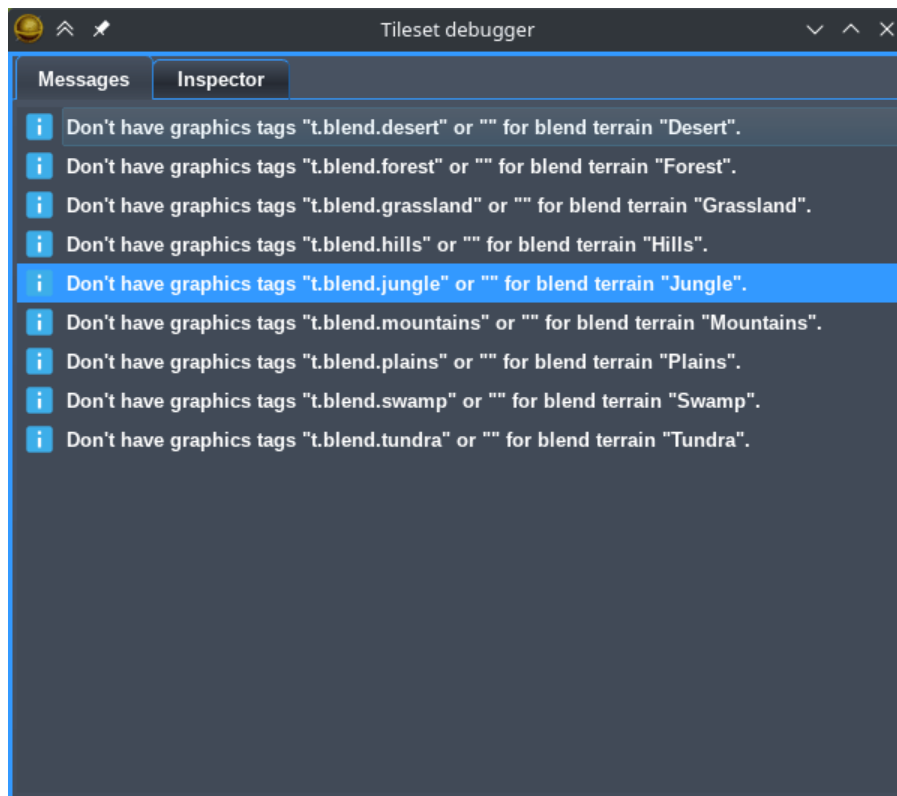 Tileset debugger
Messages Inspector
Don't have graphics tags "t.blend.desert" or "" for blend terrain "Desert".
Don't have graphics tags "t.blend.forest" or "" for blend terrain "Forest".
Don't have graphics tags "t.blend.grassland" or "" for blend terrain "Grassland".
Don't have graphics tags "t.blend.hills" or "" for blend terrain "Hills".
Don't have graphics tags "t.blend.jungle" or "" for blend terrain "Jungle".
Don't have graphics tags "t.blend.mountains" or "" for blend terrain "Mountains".
Don't have graphics tags "t.blend.plains" or "" for blend terrain "Plains".
Don't have graphics tags "t.blend.swamp" or "" for blend terrain "Swamp".
Don't have graphics tags "t.blend.tundra" or "" for blend terrain "Tundra".